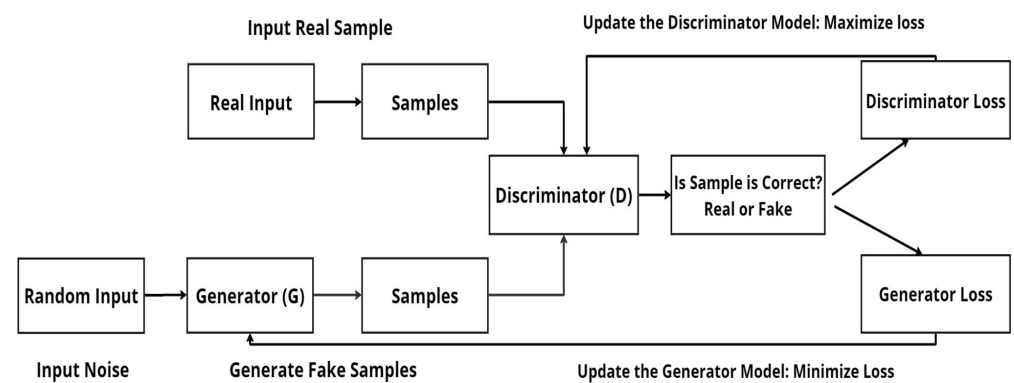 Input Real Sample
Update the Discriminator Model: Maximize loss
Real Input
Samples
Discriminator Loss
Discriminator (D)
Is Sample is Correct?
Real or Fake
Random Input
Generator (G)
Samples
Generator Loss
Input Noise
Generate Fake Samples
Update the Generator Model: Minimize Loss